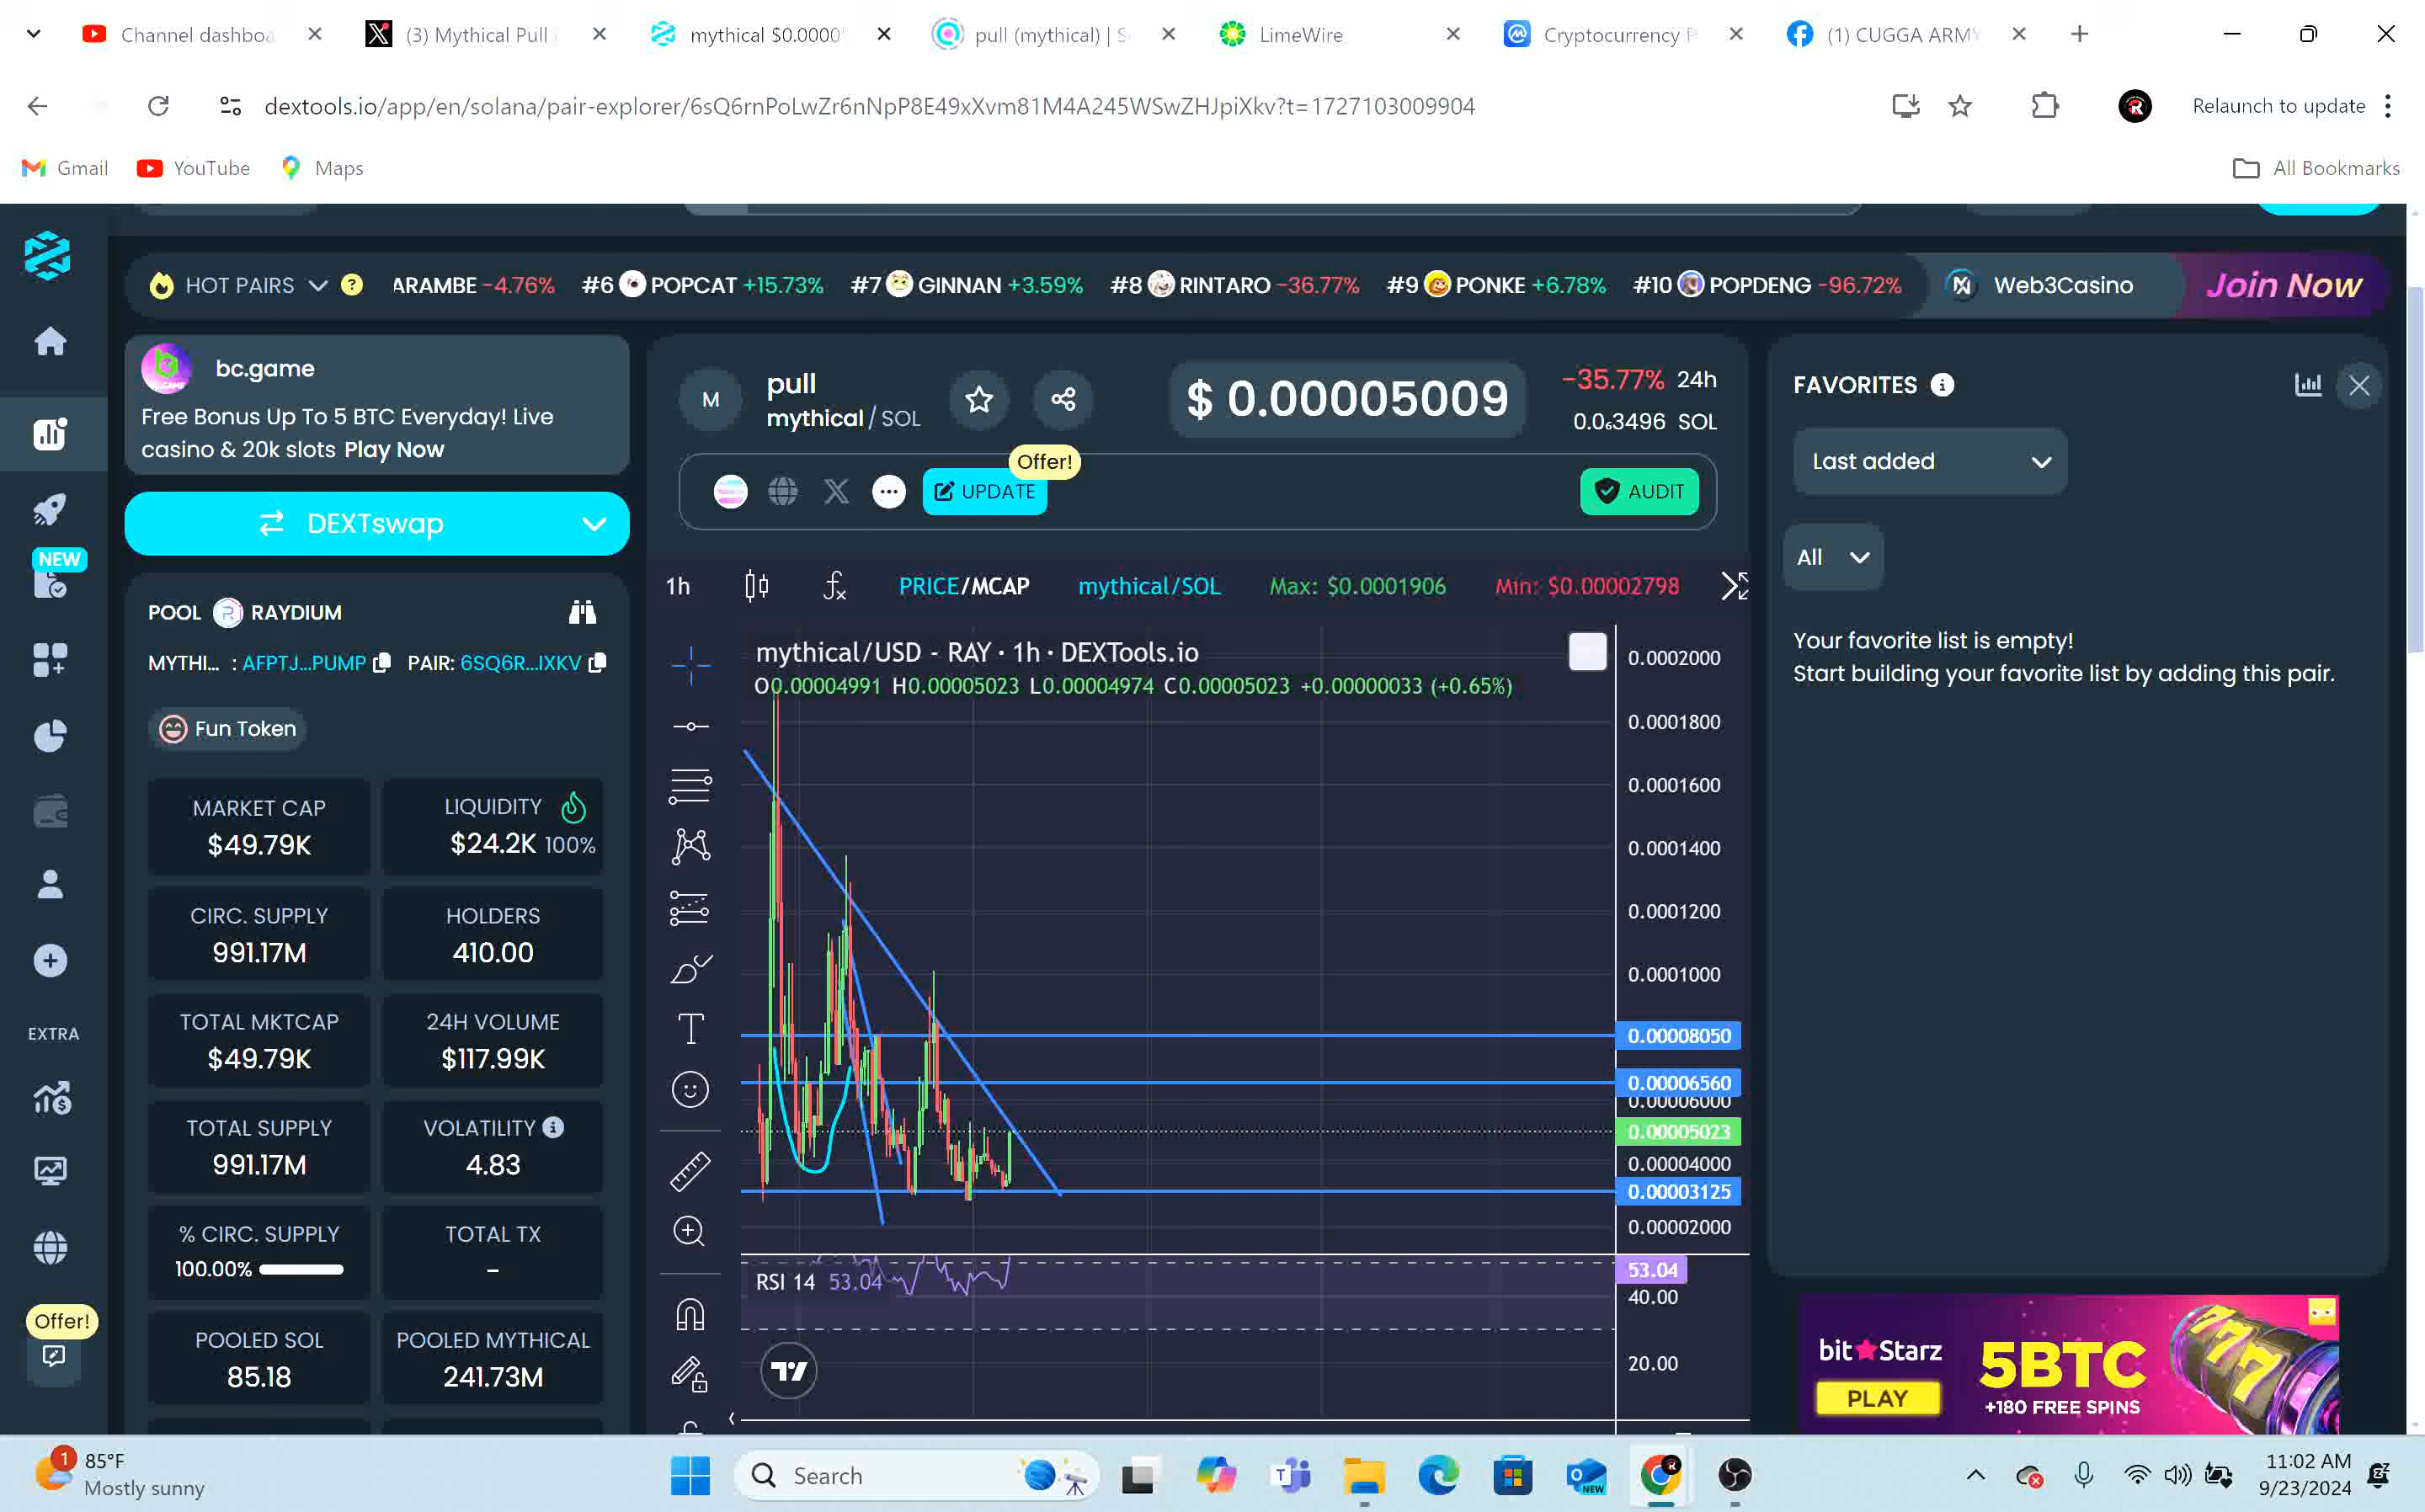 Channel dashboa
(3) Mythical Pull
mythical $0.0000
pull (mythical) | S
LimeWire
Cryptocurrency P
(1) CUGGA ARMY
dextools.io/app/en/solana/pair-explorer/6sQ6rnPoLwZr6nNpP8E49xXvm81M4A245WSwZHJpiXkv?t=1727103009904
Relaunch to update
Gmail
YouTube
Maps
All Bookmarks
HOT PAIRS
ARAMBE -4.76%
#6 POPCAT +15.73%
#7 GINNAN +3.59%
#8 RINTARO -36.77%
#9 PONKE +6.78%
#10 POPDENG -96.72%
Web3Casino
Join Now
bc.game
Free Bonus Up To 5 BTC Everyday! Live
casino & 20k slots Play Now
DEXTswap
NEW
POOL RAYDIUM
MYTHI... : AFPTJ...PUMP PAIR: 6SQ6R...IXKV
Fun Token
MARKET CAP
$49.79K
LIQUIDITY
$24.2K 100%
CIRC. SUPPLY
991.17M
HOLDERS
410.00
TOTAL MKTCAP
$49.79K
24H VOLUME
$117.99K
TOTAL SUPPLY
991.17M
VOLATILITY
4.83
% CIRC. SUPPLY
100.00%
TOTAL TX
-
POOLED SOL
85.18
POOLED MYTHICAL
241.73M
EXTRA
Offer!
M
pull
mythical / SOL
$ 0.00005009
-35.77% 24h
0.0₆3496 SOL
Offer!
UPDATE
AUDIT
1h
PRICE/MCAP
mythical/SOL
Max: $0.0001906
Min: $0.00002798
mythical/USD - RAY · 1h · DEXTools.io
O0.00004991 H0.00005023 L0.00004974 C0.00005023 +0.00000033 (+0.65%)
0.0002000
0.0001800
0.0001600
0.0001400
0.0001200
0.0001000
0.00008050
0.00006560
0.00006000
0.00005023
0.00004000
0.00003125
0.00002000
RSI 14 53.04
53.04
40.00
20.00
FAVORITES
Last added
All
Your favorite list is empty!
Start building your favorite list by adding this pair.
bitStarz
PLAY
5BTC
+180 FREE SPINS
777
1
85°F
Mostly sunny
Search
NEW
11:02 AM
9/23/2024